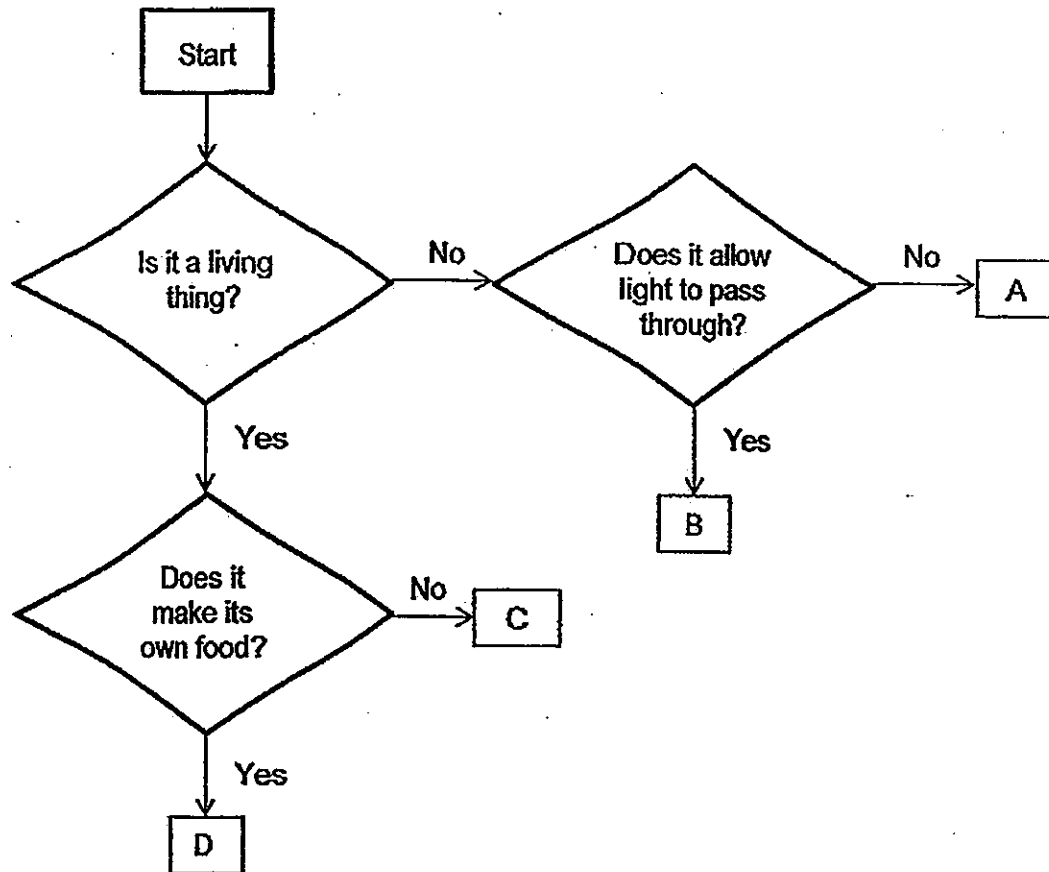 Start
Is it a living
thing?
No
Does it allow
light to pass
through?
No
A
Yes
Yes
B
Does it
make its
own food?
No
C
Yes
D